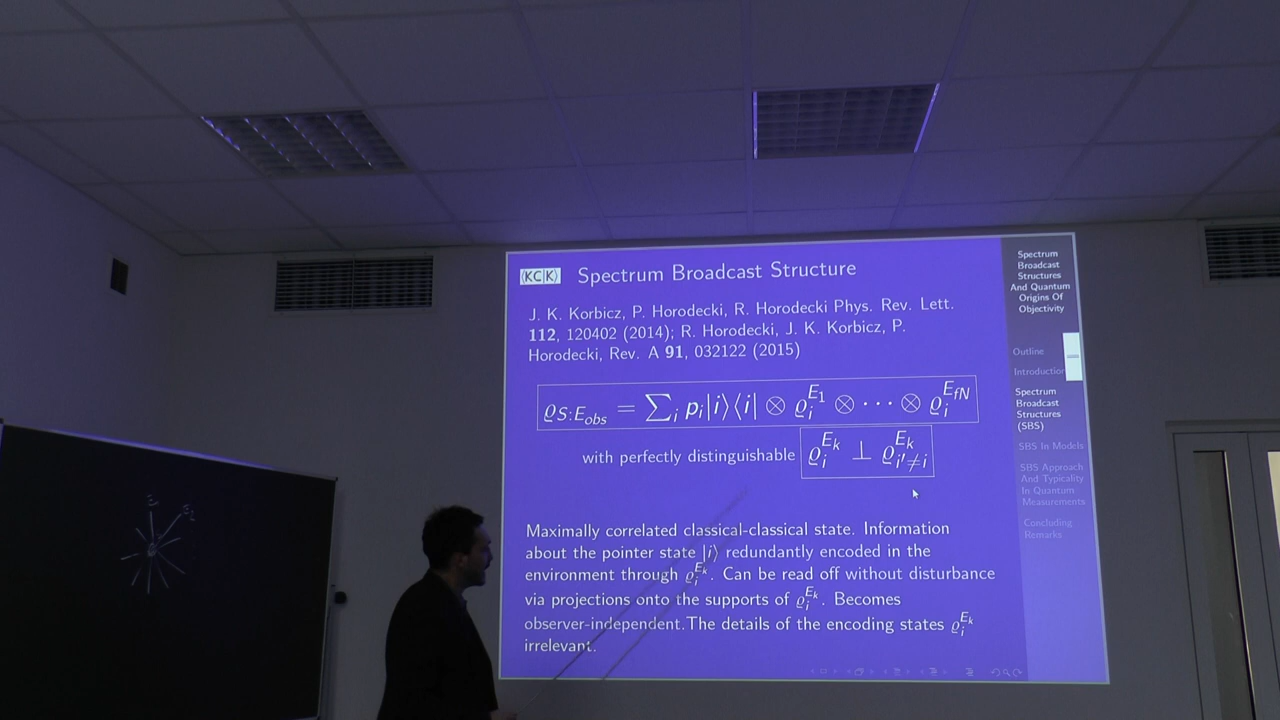 ⟨KC|K⟩ Spectrum Broadcast Structure
J. K. Korbicz, P. Horodecki, R. Horodecki Phys. Rev. Lett.
112, 120402 (2014); R. Horodecki, J. K. Korbicz, P.
Horodecki, Rev. A 91, 032122 (2015)
ϱ_{S:E_{obs}} = ∑_i p_i|i⟩⟨i| ⊗ ϱ_i^{E_1} ⊗ ⋯ ⊗ ϱ_i^{E_{fN}}
with perfectly distinguishable ϱ_i^{E_k} ⊥ ϱ_{i'≠i}^{E_k}
Maximally correlated classical-classical state. Information
about the pointer state |i⟩ redundantly encoded in the
environment through ϱ_i^{E_k}. Can be read off without disturbance
via projections onto the supports of ϱ_i^{E_k}. Becomes
observer-independent.The details of the encoding states ϱ_i^{E_k}
irrelevant.
Spectrum
Broadcast
Structures
And Quantum
Origins Of
Objectivity
Outline
Introduction
Spectrum
Broadcast
Structures
(SBS)
SBS In Models
SBS Approach
And Typicality
In Quantum
Measurements
Concluding
Remarks